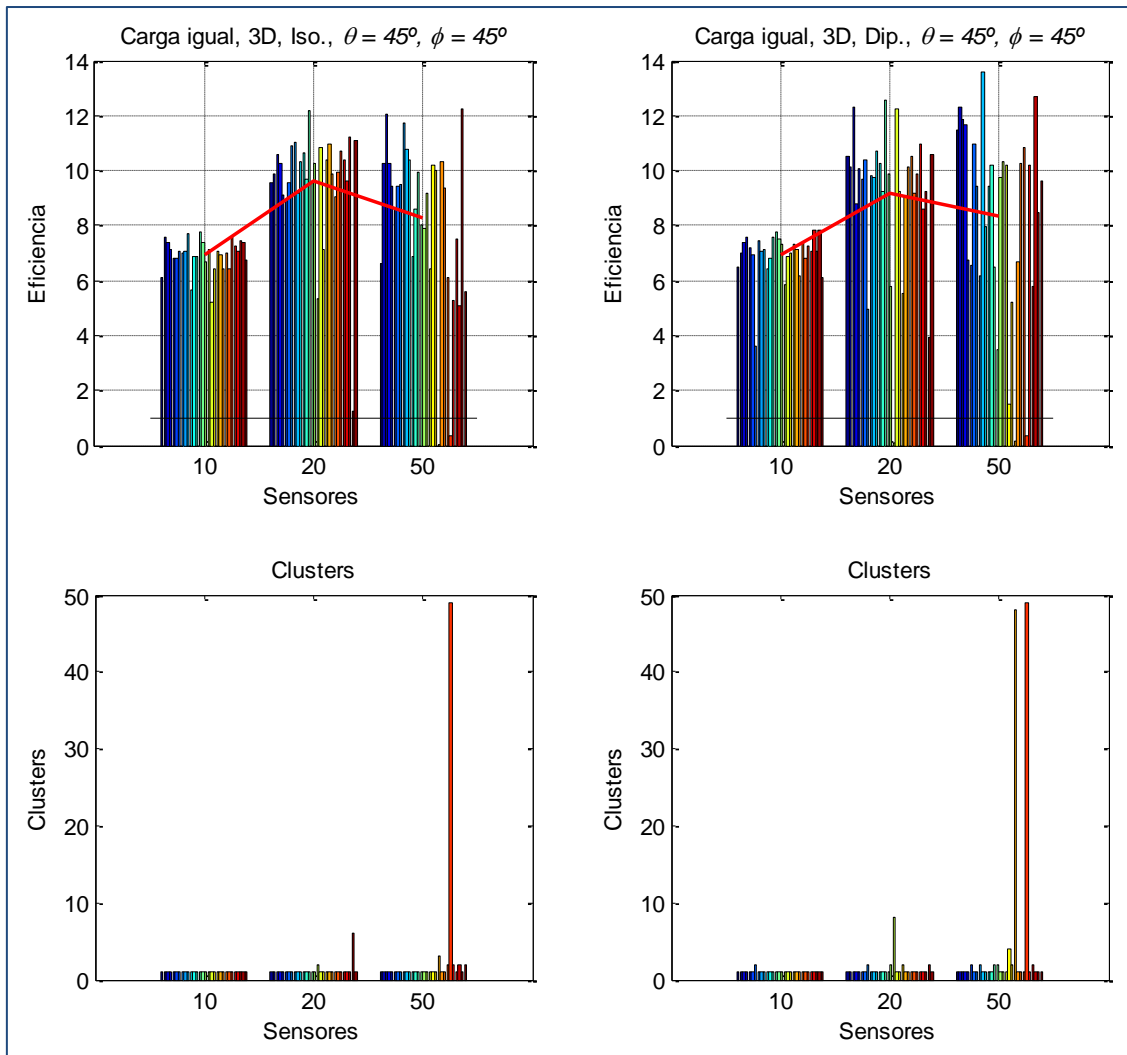 Carga igual, 3D, Iso., θ = 45º, ϕ = 45º
14
12
10
8
6
4
2
0
Eficiencia
10 20 50
Sensores
Carga igual, 3D, Dip., θ = 45º, ϕ = 45º
14
12
10
8
6
4
2
0
Eficiencia
10 20 50
Sensores
Clusters
50
40
30
20
10
0
Clusters
10 20 50
Sensores
Clusters
50
40
30
20
10
0
Clusters
10 20 50
Sensores